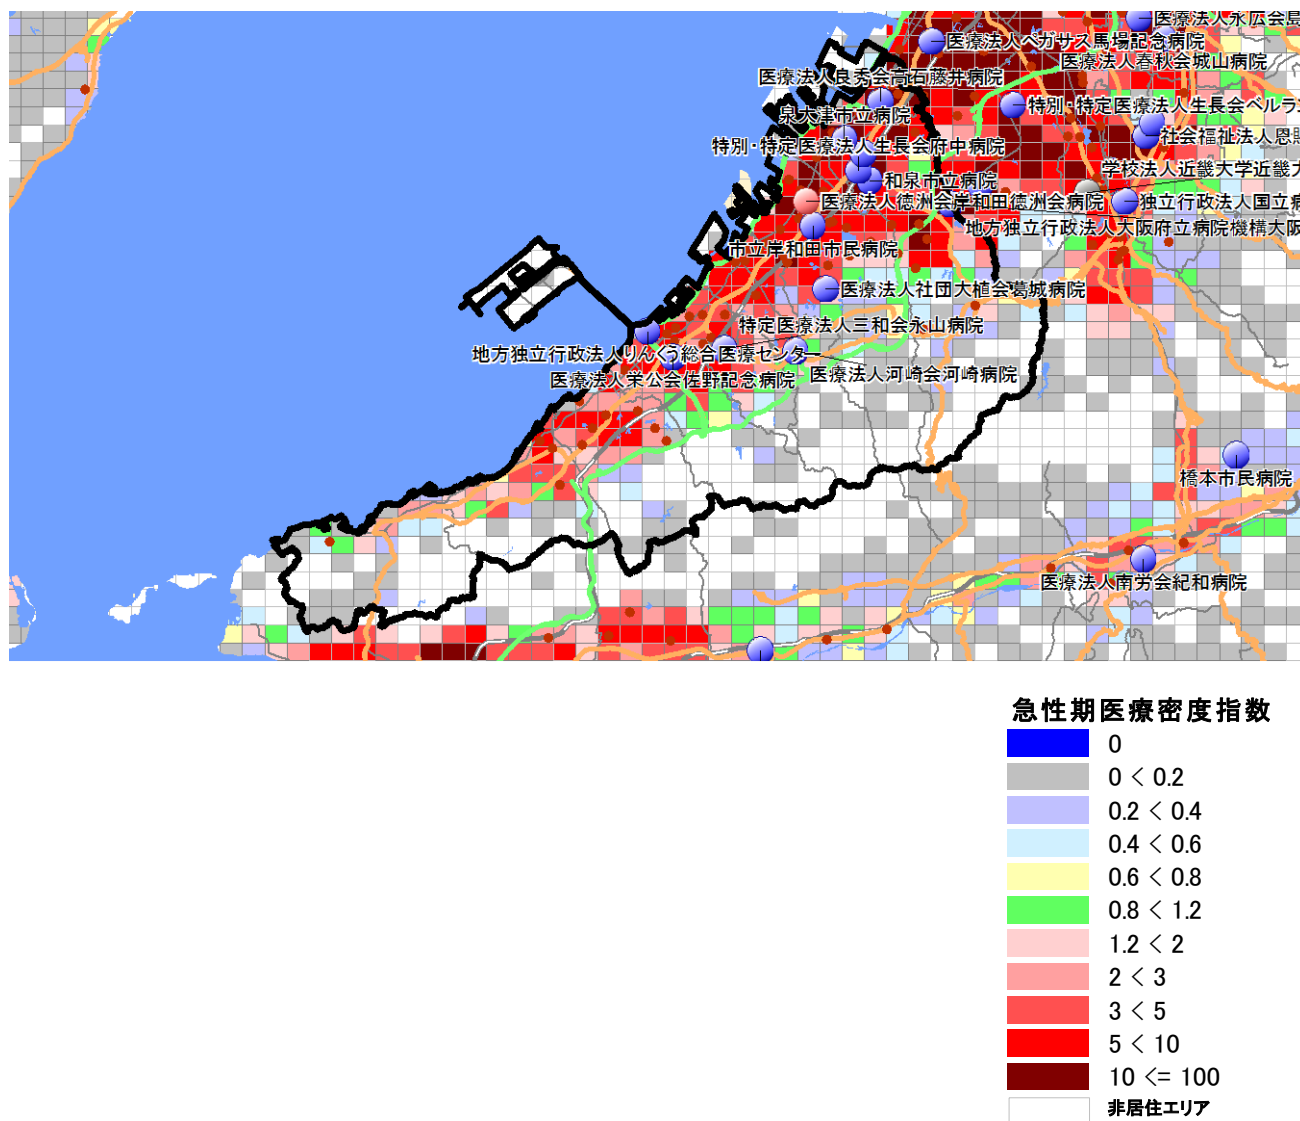 医療法人永広会島
医療法人ペガサス馬場記念病院
医療法人春秋会城山病院
医療法人良秀会高石藤井病院
特別・特定医療法人生長会ベルラ
泉大津市立病院
社会福祉法人恩賜
特別・特定医療法人生長会府中病院
学校法人近畿大学近畿大
和泉市立病院
医療法人徳洲会岸和田徳洲会病院
独立行政法人国立病
地方独立行政法人大阪府立病院機構大阪
市立岸和田市民病院
医療法人社団大植会葛城病院
特定医療法人三和会永山病院
地方独立行政法人りんくう総合医療センタ
医療法人河崎会河崎病院
医療法人栄公会佐野記念病院
橋本市民病院
医療法人南労会紀和病院
急性期医療密度指数
0
0 < 0.2
0.2 < 0.4
0.4 < 0.6
0.6 < 0.8
0.8 < 1.2
1.2 < 2
2 < 3
3 < 5
5 < 10
10 <= 100
非居住エリア